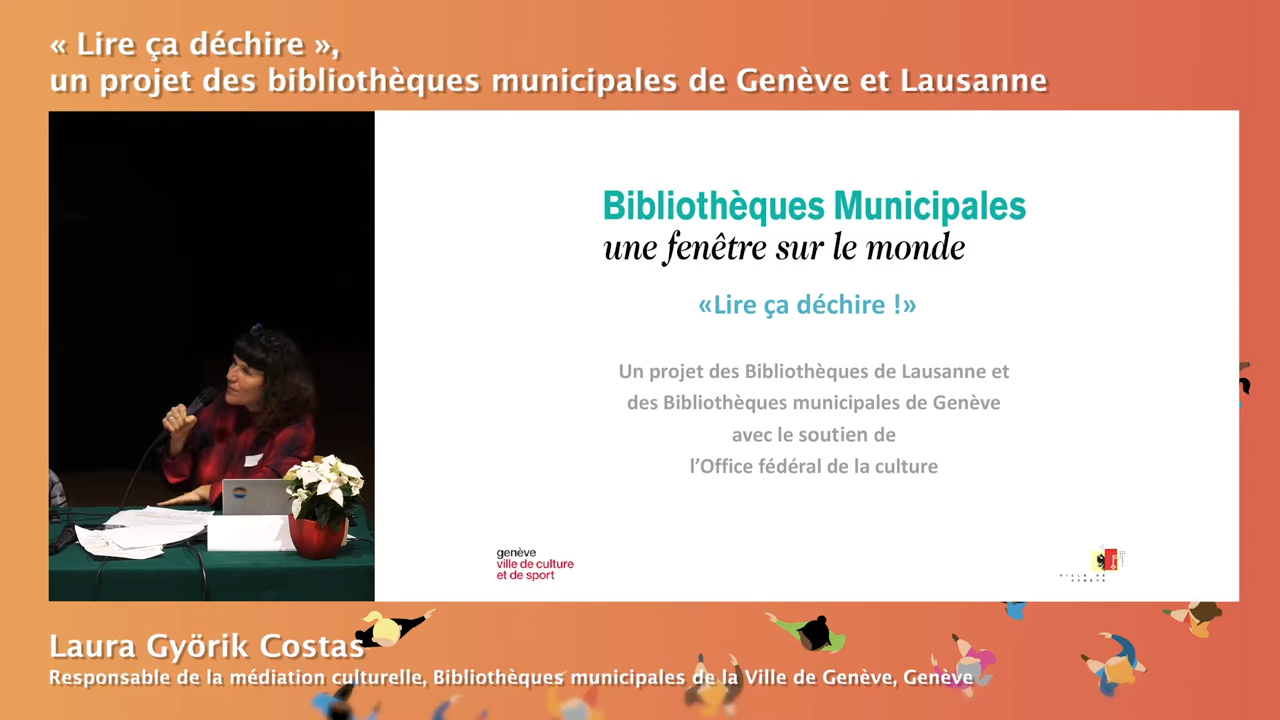 « Lire ça déchire »,
un projet des bibliothèques municipales de Genève et Lausanne
Bibliothèques Municipales
une fenêtre sur le monde
«Lire ça déchire !»
Un projet des Bibliothèques de Lausanne et
des Bibliothèques municipales de Genève
avec le soutien de
l’Office fédéral de la culture
genève
ville de culture
et de sport
VILLE DE
GENÈVE
Laura Györik Costas
Responsable de la médiation culturelle, Bibliothèques municipales de la Ville de Genève, Genève